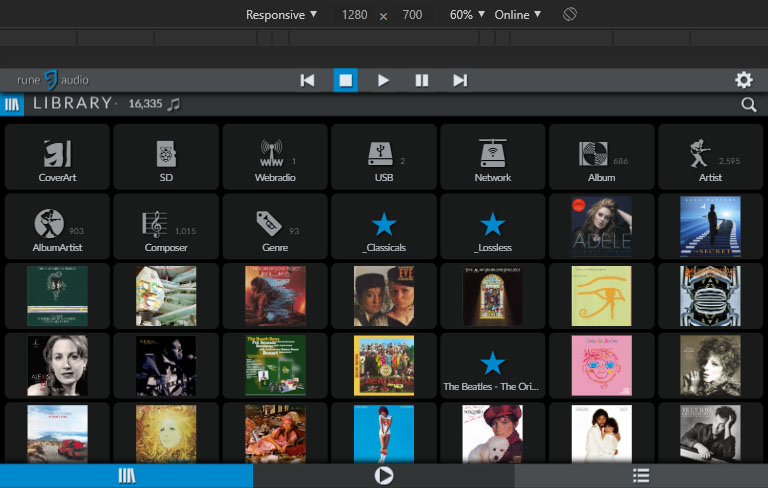 Responsive ▼ 1280 × 700 60% ▼ Online ▼
rune audio
LIBRARY· 16,335
CoverArt
SD
Webradio 1
USB 2
Network
Album 686
Artist 2,595
AlbumArtist 903
Composer 1,015
Genre 93
_Classicals
_Lossless
ADELE
SECRET
The Beatles - The Ori...